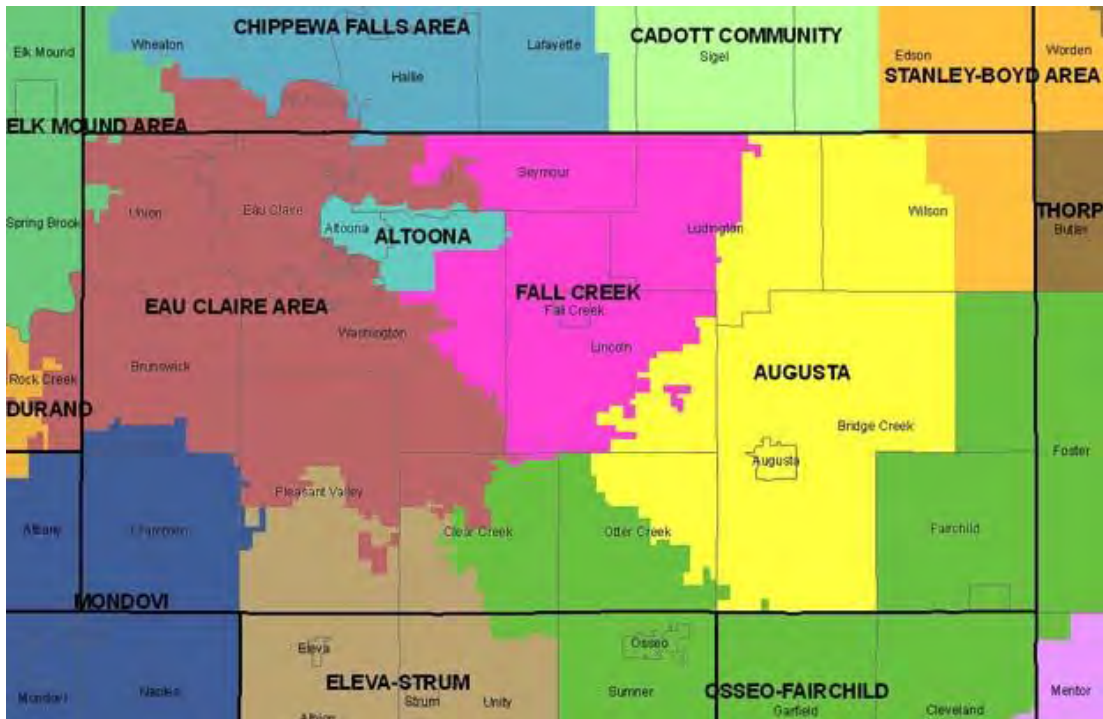 CHIPPEWA FALLS AREA
CADOTT COMMUNITY
Elk Mound
Wheaton
Lafayette
Sigel
Edson
Worden
Hallie
STANLEY-BOYD AREA
ELK MOUND AREA
Seymour
Spring Brook
Union
Eau Claire
Altoona
ALTOONA
Ludington
Wilson
THORP
Butler
EAU CLAIRE AREA
FALL CREEK
Fall Creek
Washington
Lincoln
Brunswick
AUGUSTA
Rock Creek
DURAND
Bridge Creek
Augusta
Foster
Pleasant Valley
Albany
Drammen
Clear Creek
Otter Creek
Fairchild
MONDOVI
Eleva
Osseo
ELEVA-STRUM
OSSEO-FAIRCHILD
Mondovi
Naples
Strum
Unity
Sumner
Garfield
Cleveland
Mentor
Albion